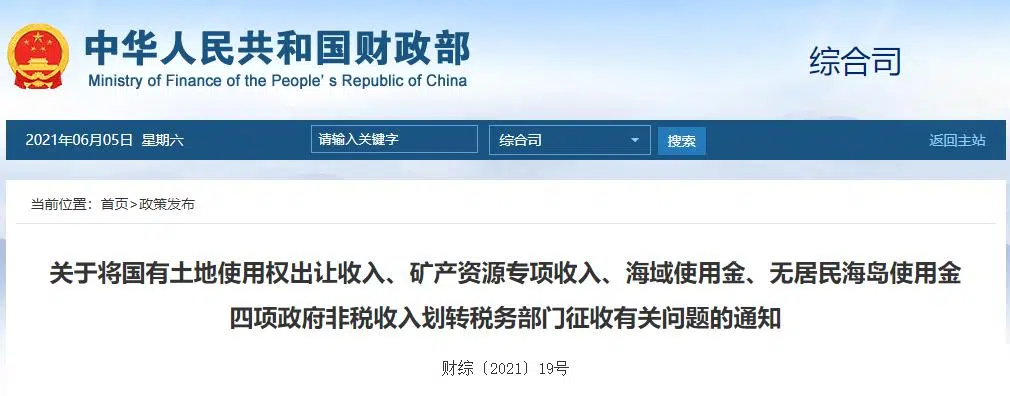 中华人民共和国财政部
Ministry of Finance of the People' s Republic of China
综合司
2021年06月05日 星期六
请输入关键字
综合司
搜索
返回主站
当前位置：首页>政策发布
关于将国有土地使用权出让收入、矿产资源专项收入、海域使用金、无居民海岛使用金
四项政府非税收入划转税务部门征收有关问题的通知
财综〔2021〕19号